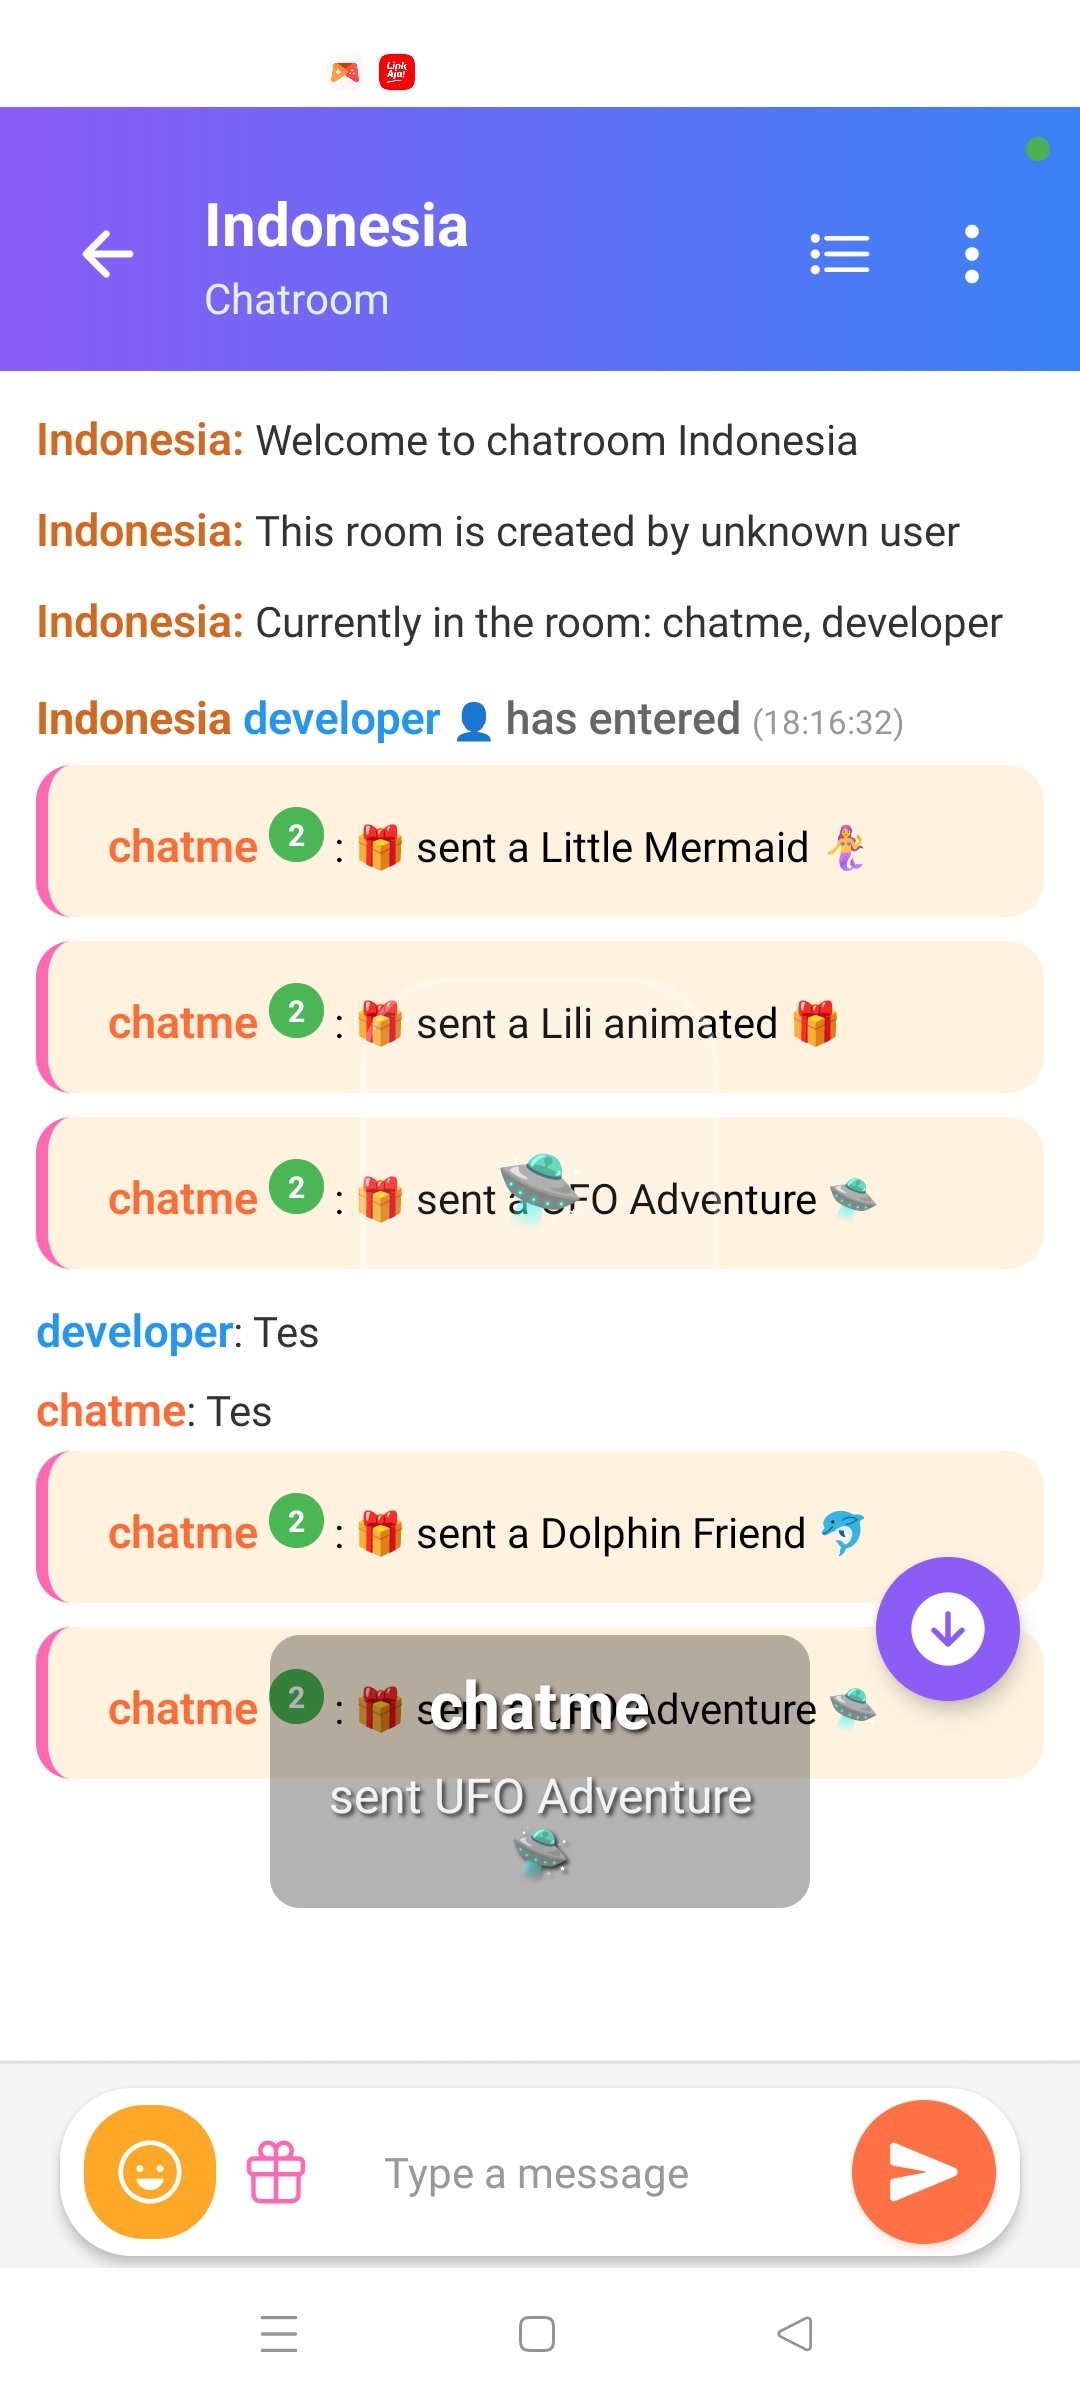 Link
Aja!
Indonesia
Chatroom
Indonesia: Welcome to chatroom Indonesia
Indonesia: This room is created by unknown user
Indonesia: Currently in the room: chatme, developer
Indonesia developer 👤 has entered (18:16:32)
chatme 2 : 🎁 sent a Little Mermaid 🧜‍♀️
chatme 2 : 🎁 sent a Lili animated 🎁
chatme 2 : 🎁 sent a UFO Adventure 🛸
developer: Tes
chatme: Tes
chatme 2 : 🎁 sent a Dolphin Friend 🐬
chatme 2 : 🎁 sent a UFO Adventure 🛸
chatme
sent UFO Adventure
🛸
Type a message